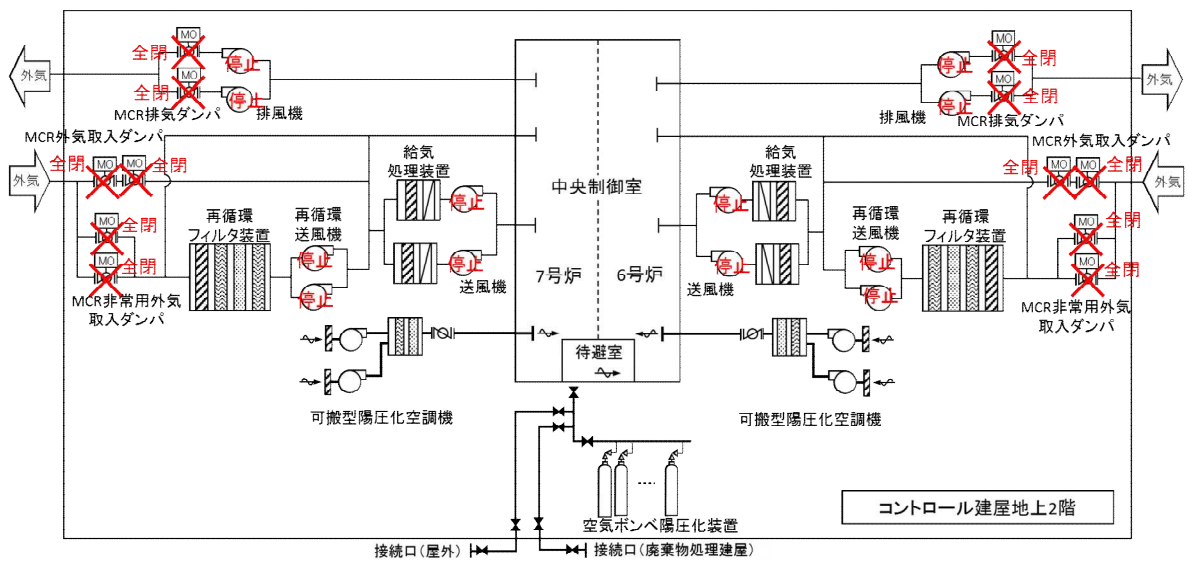 MO
MO
全閉
停止
全閉
外気
MO
MO
全閉
停止
全閉
外気
MCR排気ダンパ
排風機
排風機
MCR排気ダンパ
MCR外気取入ダンパ
MCR外気取入ダンパ
全閉
MO
MO
全閉
外気
給気
処理装置
停止
中央制御室
給気
処理装置
停止
全閉
MO
MO
全閉
外気
MO
全閉
MO
全閉
MCR非常用外気
取入ダンパ
再循環
フィルタ装置
再循環
送風機
停止
停止
停止
送風機
7号炉
6号炉
停止
送風機
再循環
送風機
停止
停止
再循環
フィルタ装置
MO
全閉
MO
全閉
MCR非常用外気
取入ダンパ
停止
停止
待避室
可搬型陽圧化空調機
可搬型陽圧化空調機
‥‥
空気ボンベ陽圧化装置
コントロール建屋地上2階
接続口(屋外)
接続口(廃棄物処理建屋)